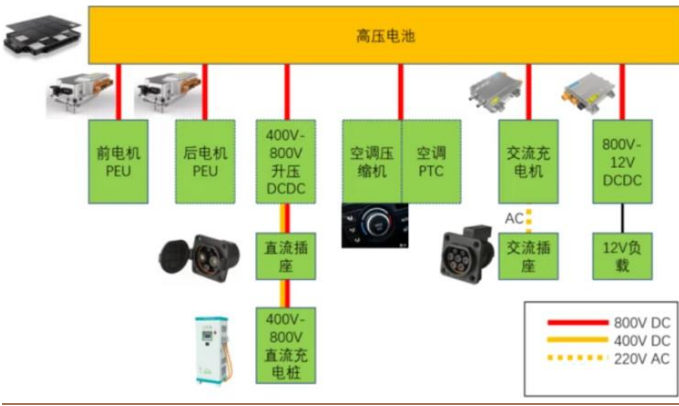 高压电池
前电机
PEU
后电机
PEU
400V-
800V
升压
DCDC
空调压
缩机
空调
PTC
交流充
电机
800V-
12V
DCDC
AC
直流插
座
交流插
座
12V负
载
400V-
800V
直流充
电桩
800V DC
400V DC
220V AC